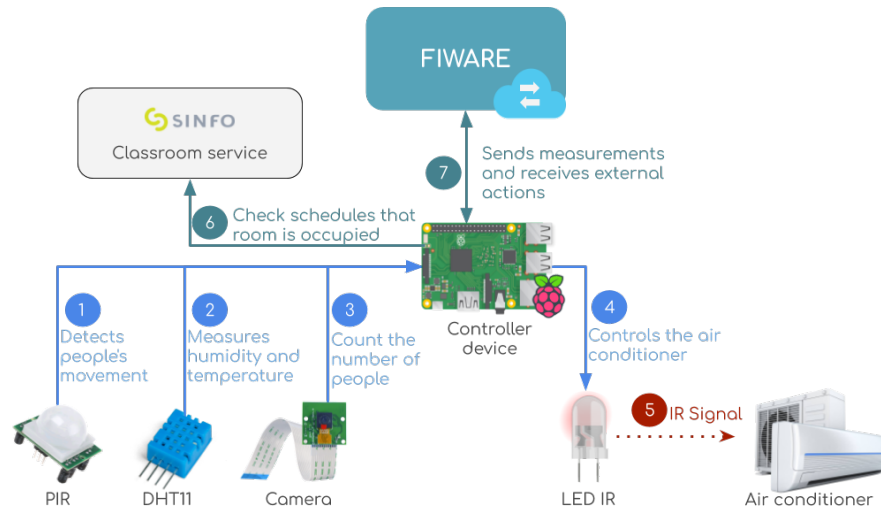 FIWARE
SINFO
Classroom service
7
Sends measurements
and receives external
actions
6
Check schedules that
room is occupied
1
Detects
people's
movement
2
Measures
humidity and
temperature
3
Count the
number of
people
Controller
device
4
Controls the air
conditioner
5
IR Signal
PIR
DHT11
Camera
LED IR
Air conditioner